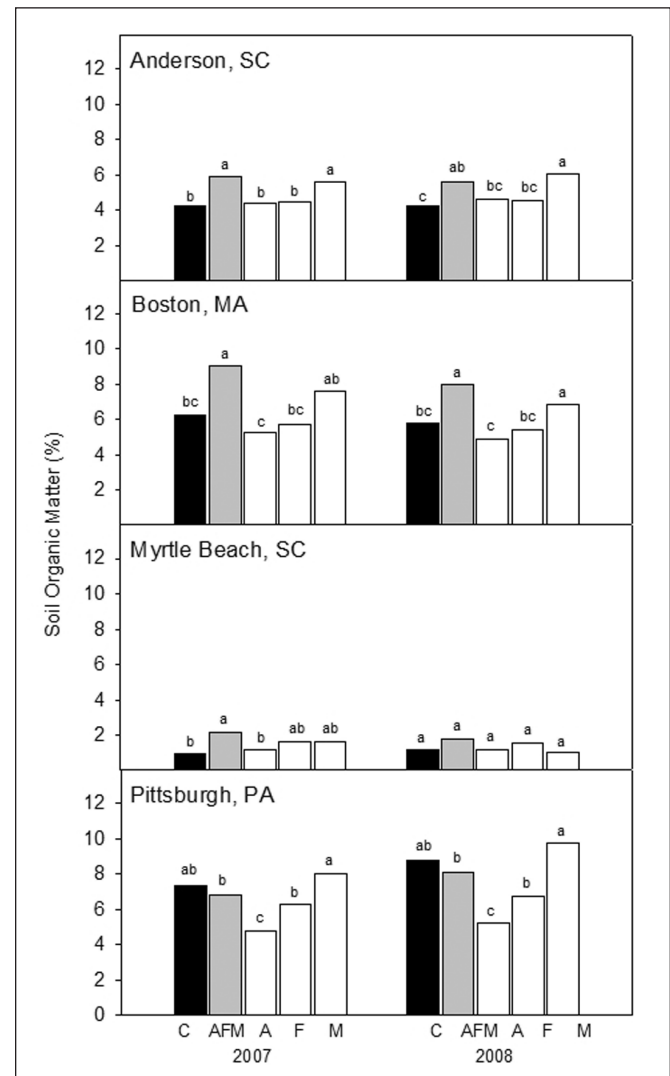 Soil Organic Matter (%)
Anderson, SC
12
10
8
6
4
2
b a b b a c ab bc bc a
Boston, MA
12
10
8
6
4
2
bc a c bc ab bc a c bc a
Myrtle Beach, SC
12
10
8
6
4
2
b a b ab ab a a a a a
Pittsburgh, PA
12
10
8
6
4
2
0
ab b c b a ab b c b a
C AFM A F M C AFM A F M
2007 2008